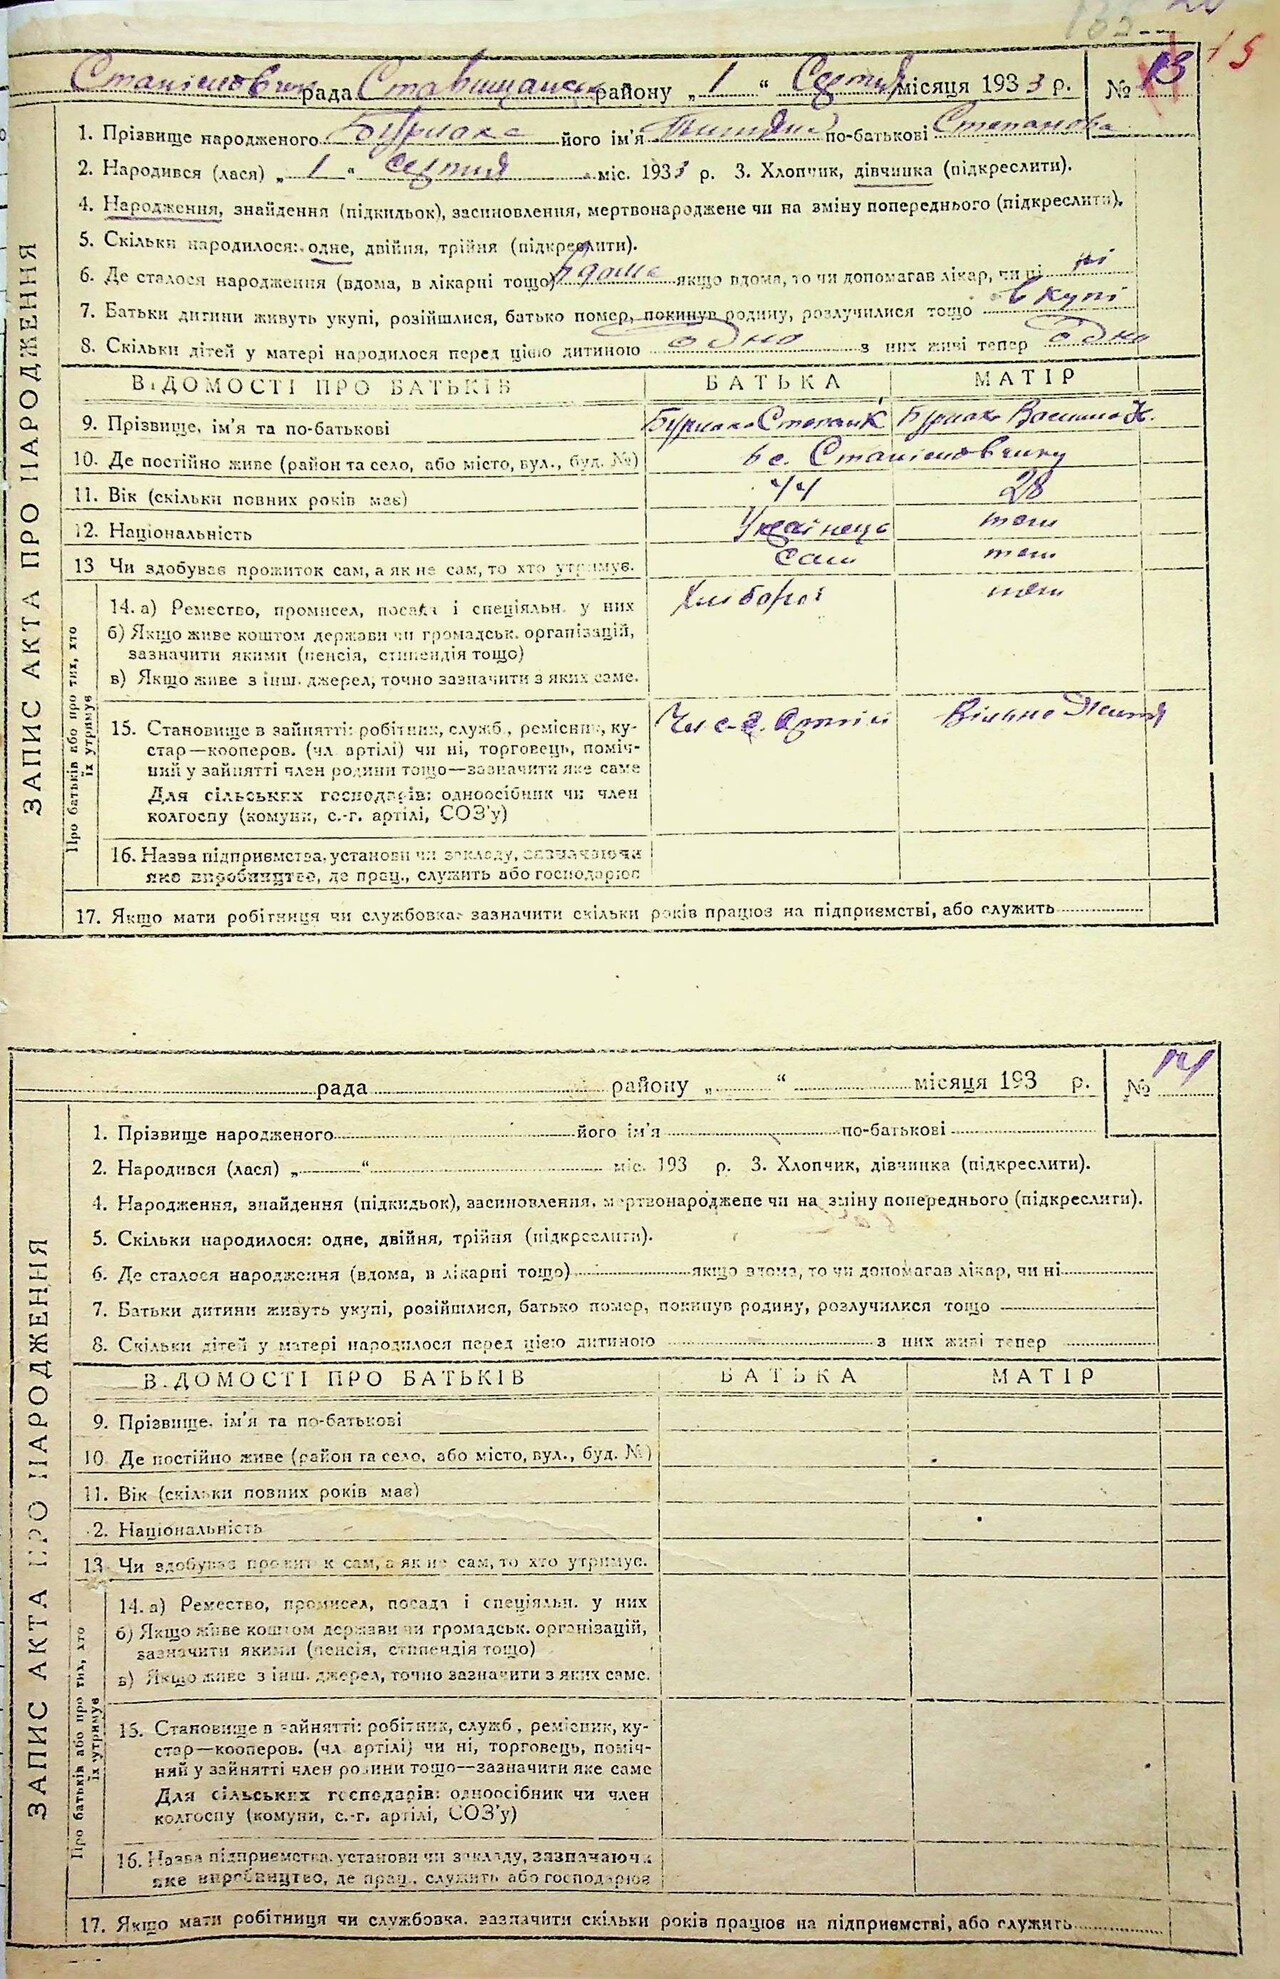 135
15
Станіславчик рада Ставищанськ району „ 1 “ Серпня місяця 1933 р. № 13
1. Прізвище народженого Бурлака його ім'я по-батькові Степанова
2. Народився (лася) „ 1 “ серпня міс. 1933 р. 3. Хлопчик, дівчинка (підкреслити).
4. Народження, знайдення (підкидьок), засиновлення, мертвонароджене чи на зміну попереднього (підкреслити).
5. Скільки народилося: одне, двійня, трійня (підкреслити).
6. Де сталося народження (вдома, в лікарні тощо) вдома якщо вдома, то чи допомагав лікар, чи ні ні
7. Батьки дитини живуть укупі, розійшлися, батько помер, покинув родину, розлучилися тощо вкупі
8. Скільки дітей у матері народилося перед цією дитиною одно з них живі тепер одно
ВІДОМОСТІ ПРО БАТЬКІВ БАТЬКА МАТІР
9. Прізвище, ім'я та по-батькові Бурлака Степан К Бурлака Василина Х.
10. Де постійно живе (район та село, або місто, вул., буд. №) в с. Станіславчику
11. Вік (скільки повних років має) 44 28
12. Національність Українець теж
13 Чи здобував прожиток сам, а як не сам, то хто утримує. сам теж
14. а) Ремество, промисел, посада і спеціяльн. у них хлібороб теж
б) Якщо живе коштом держави чи громадськ. організацій,
зазначити якими (пенсія, стипендія тощо)
в) Якщо живе з інш. джерел, точно зазначити з яких саме.
15. Становище в зайнятті: робітник, служб., ремісник, ку- Чл с-г. артілі
стар—кооперов. (чл артілі) чи ні, торговець, поміч-
ний у зайнятті член родини тощо—зазначити яке саме
Для сільських господарів: одноосібник чи член
колгоспу (комуни, с.-г. артілі, СОЗ'у)
16. Назва підприємства, установи чи закладу, зазначаючи
яке виробництво, де прац., служить або господарює
17. Якщо мати робітниця чи службовка: зазначити скільки років працює на підприємстві, або служить
ЗАПИС АКТА ПРО НАРОДЖЕННЯ
Про батьків або про тих, хто
їх утримує
рада району „ “ місяця 193 р. № 14
1. Прізвище народженого його ім'я по-батькові
2. Народився (лася) „ “ міс. 193 р. 3. Хлопчик, дівчинка (підкреслити).
4. Народження, знайдення (підкидьок), засиновлення, мертвонароджене чи на зміну попереднього (підкреслити).
5. Скільки народилося: одне, двійня, трійня (підкреслити).
6. Де сталося народження (вдома, в лікарні тощо) якщо вдома, то чи допомагав лікар, чи ні
7. Батьки дитини живуть укупі, розійшлися, батько помер, покинув родину, розлучилися тощо
8. Скільки дітей у матері народилося перед цією дитиною з них живі тепер
ВІДОМОСТІ ПРО БАТЬКІВ БАТЬКА МАТІР
9. Прізвище, ім'я та по-батькові
10. Де постійно живе (район та село, або місто, вул., буд. №)
11. Вік (скільки повних років має)
2. Національність
13. Чи здобував прожиток сам, а як не сам, то хто утримує.
14. а) Ремество, промисел, посада і спеціяльн. у них
б) Якщо живе коштом держави чи громадськ. організацій,
зазначити якими (пенсія, стипендія тощо)
в) Якщо живе з інш. джерел, точно зазначити з яких саме.
15. Становище в зайнятті: робітник, служб., ремісник, ку-
стар—кооперов. (чл артілі) чи ні, торговець, поміч-
ний у зайнятті член родини тощо—зазначити яке саме
Для сільських господарів: одноосібник чи член
колгоспу (комуни, с.-г. артілі, СОЗ'у)
16. Назва підприємства, установи чи закладу, зазначаючи
яке виробництво, де прац., служить або господарює
17. Якщо мати робітниця чи службовка, зазначити скільки років працює на підприємстві, або служить
ЗАПИС АКТА ПРО НАРОДЖЕННЯ
Про батьків або про тих, хто
їх утримує